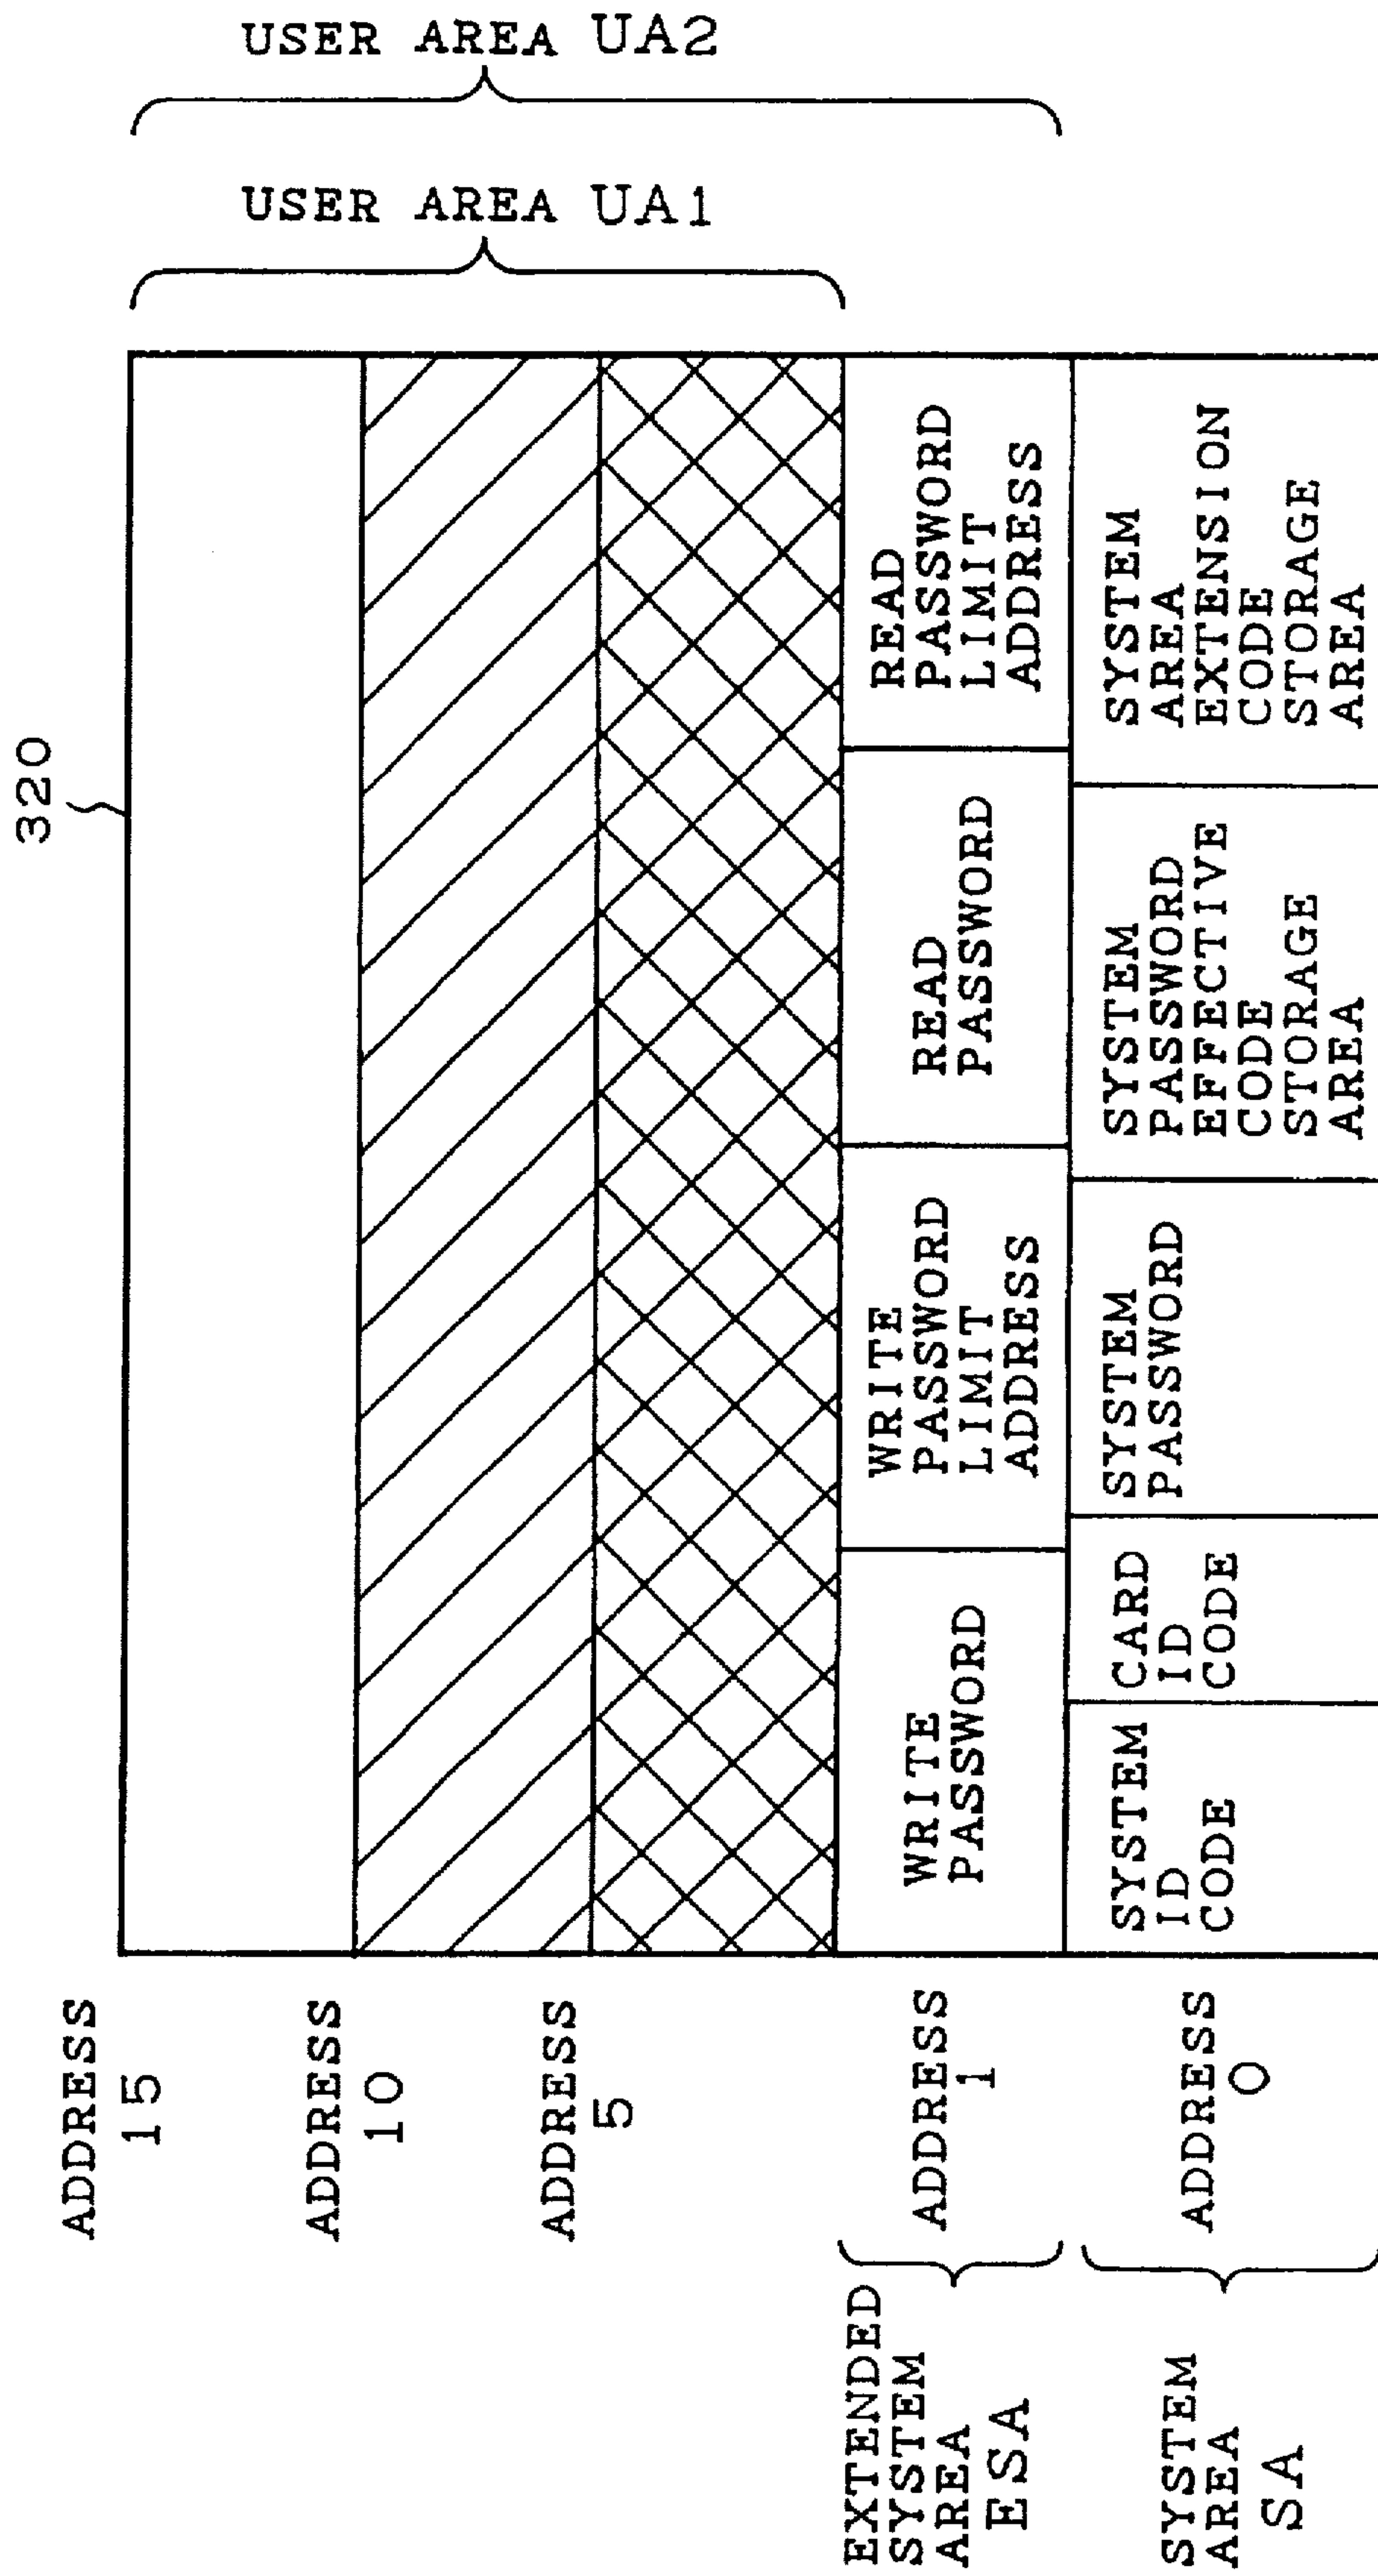 320
ADDRESS
15
ADDRESS
10
ADDRESS
5
USER AREA UA1
USER AREA UA2
EXTENDED
SYSTEM
AREA
ESA
ADDRESS
1
WRITE
PASSWORD
WRITE
PASSWORD
LIMIT
ADDRESS
READ
PASSWORD
READ
PASSWORD
LIMIT
ADDRESS
SYSTEM
AREA
SA
ADDRESS
0
SYSTEM
ID
CODE
CARD
ID
CODE
SYSTEM
PASSWORD
SYSTEM
PASSWORD
EFFECTIVE
CODE
STORAGE
AREA
SYSTEM
AREA
EXTENSION
CODE
STORAGE
AREA